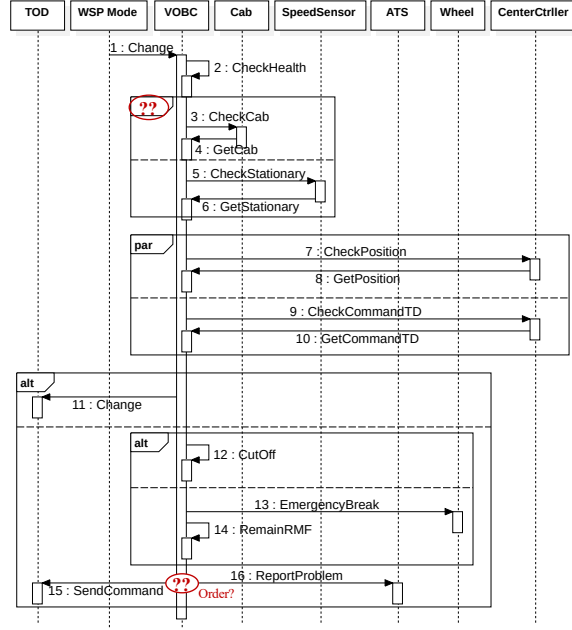 TOD WSP Mode VOBC Cab SpeedSensor ATS Wheel CenterCtrller
1 : Change
2 : CheckHealth
??
3 : CheckCab
4 : GetCab
5 : CheckStationary
6 : GetStationary
par
7 : CheckPosition
8 : GetPosition
9 : CheckCommandTD
10 : GetCommandTD
alt
11 : Change
alt
12 : CutOff
13 : EmergencyBreak
14 : RemainRMF
16 : ReportProblem
??
15 : SendCommand
Order?